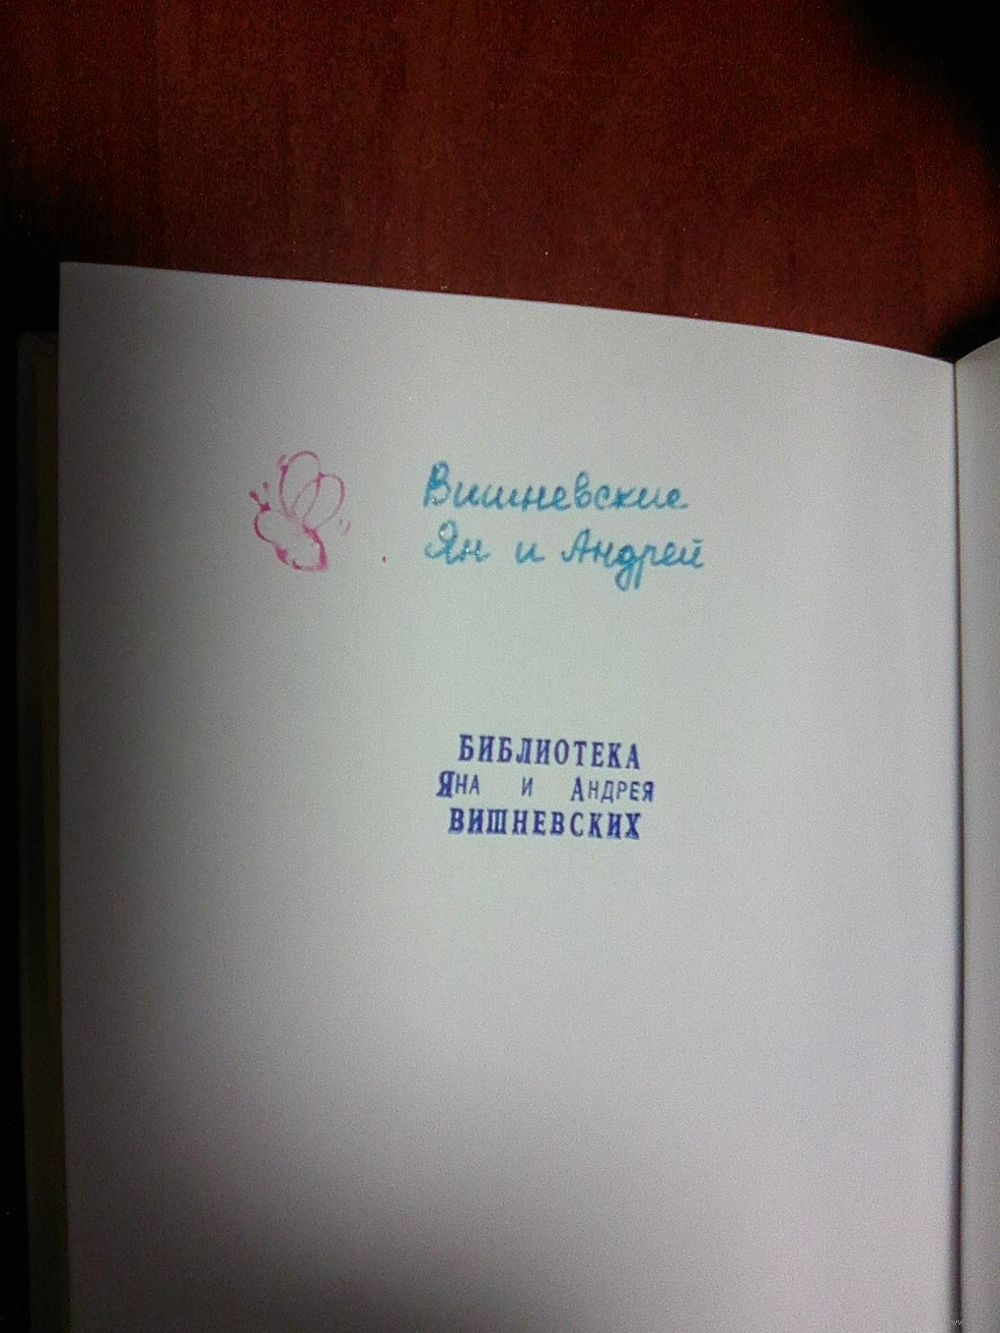 Вишневские
Ян и Андрей
БИБЛИОТЕКА
Яна и Андрея
ВИШНЕВСКИХ